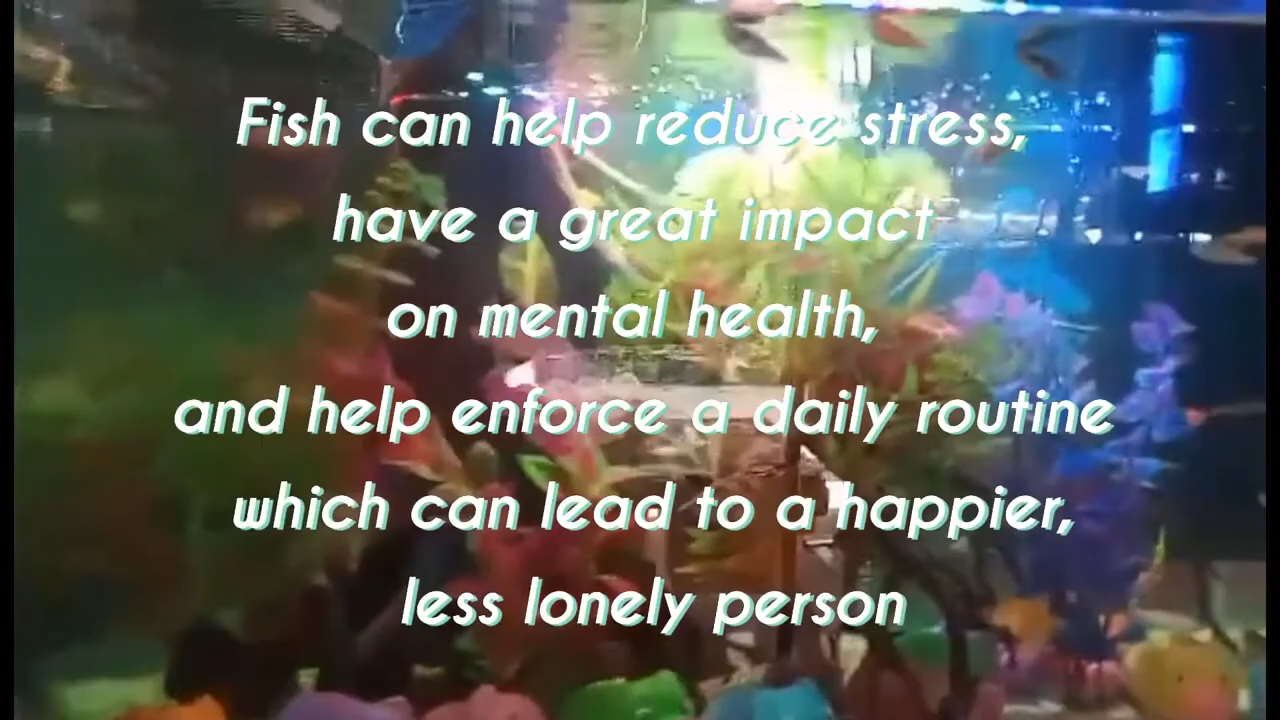 Fish can help reduce stress,
have a great impact
on mental health,
and help enforce a daily routine
which can lead to a happier,
less lonely person